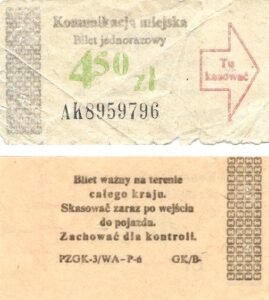 Komunikacja miejska
Bilet jednorazowy
450 zł
Tu
kasować
Ak8959796
Bilet ważny na terenie
całego kraju.
Skasować zaraz po wejściu
do pojazdu.
Zachować dla kontroli.
PZGK-3/WA-P-6 GK/B-